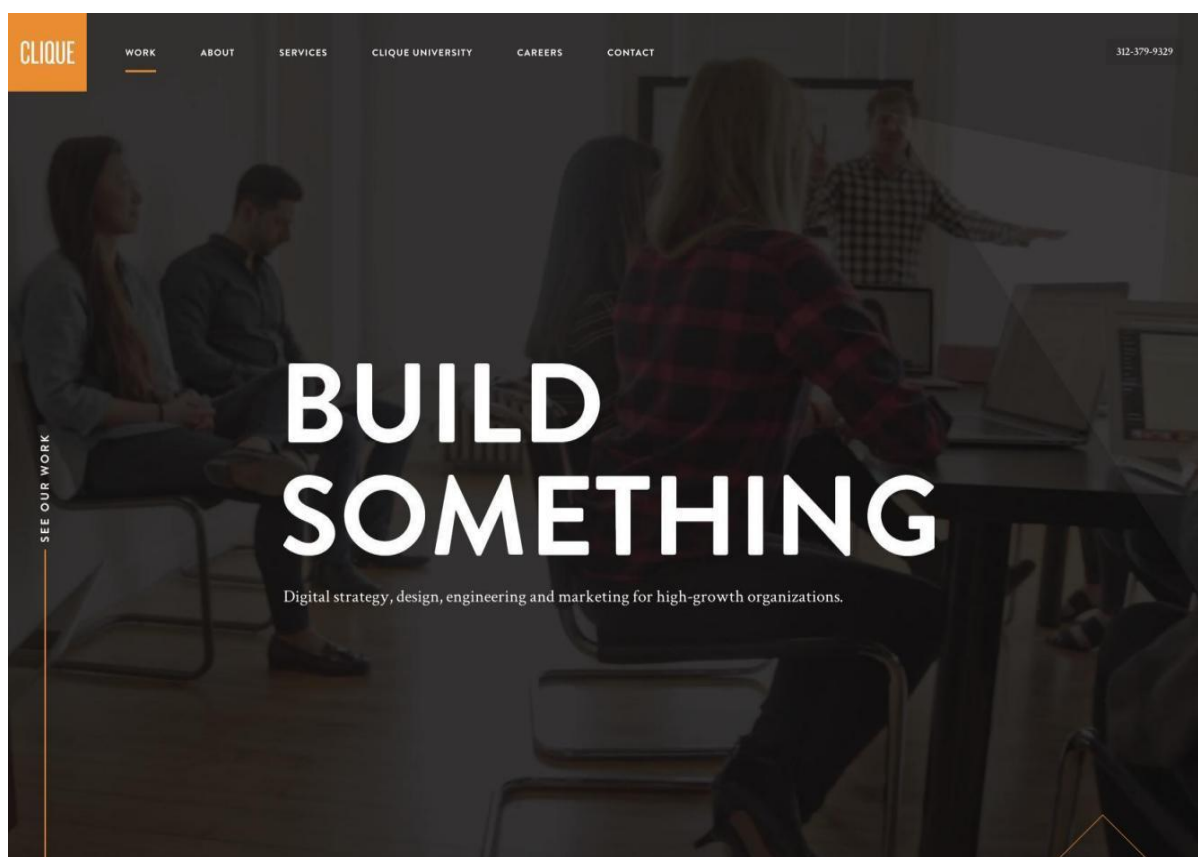 CLIQUE
WORK ABOUT SERVICES CLIQUE UNIVERSITY CAREERS CONTACT
312-379-9329
BUILD
SOMETHING
Digital strategy, design, engineering and marketing for high-growth organizations.
SEE OUR WORK